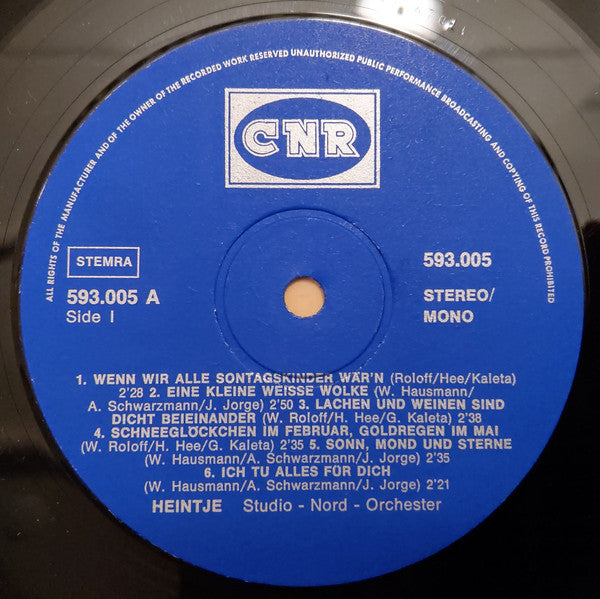 ALL RIGHTS OF THE MANUFACTURER AND OF THE OWNER OF THE RECORDED WORK RESERVED UNAUTHORIZED PUBLIC PERFORMANCE BROADCASTING AND COPYING OF THIS RECORD PROHIBITED
CNR
STEMRA
593.005
593.005 A
Side I
STEREO/
MONO
1. WENN WIR ALLE SONTAGSKINDER WÄR'N (Roloff/Hee/Kaleta)
2'28 2. EINE KLEINE WEISSE WOLKE (W. Hausmann/
A. Schwarzmann/J. Jorge) 2'50 3. LACHEN UND WEINEN SIND
DICHT BEIEINANDER (W. Roloff/H. Hee/G. Kaleta) 2'38
4. SCHNEEGLÖCKCHEN IM FEBRUAR, GOLDREGEN IM MAI
(W. Roloff/H. Hee/G. Kaleta) 2'35 5. SONN, MOND UND STERNE
(W. Hausmann/A. Schwarzmann/J. Jorge) 2'35
6. ICH TU ALLES FÜR DICH
(W. Hausmann/A. Schwarzmann/J. Jorge) 2'21
HEINTJE Studio - Nord - Orchester